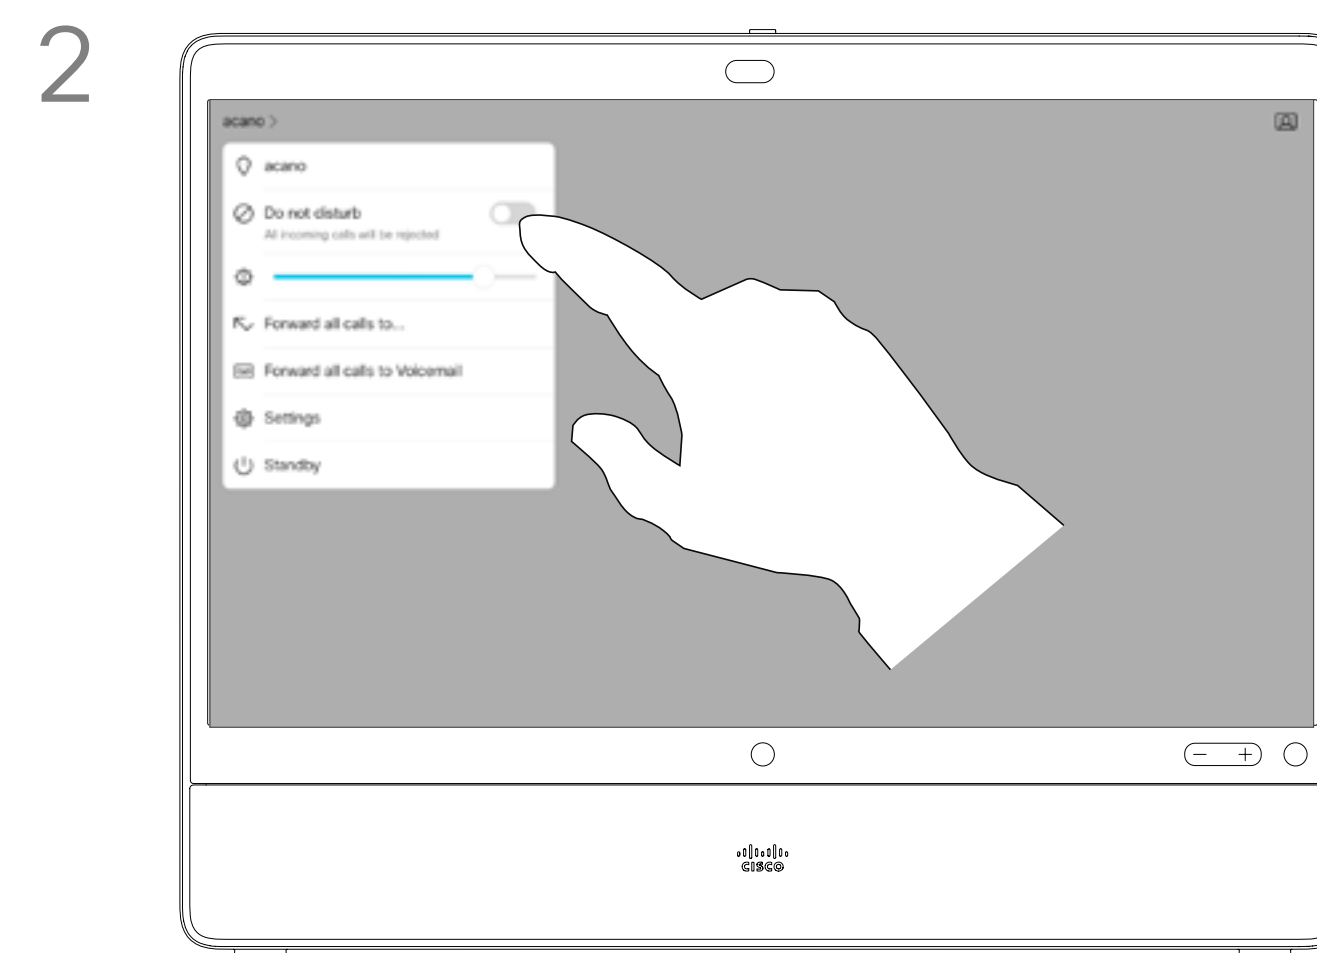 2
acano >
acano
Do not disturb
All incoming calls will be rejected
Forward all calls to...
Forward all calls to Voicemail
Settings
Standby
− +
CISCO